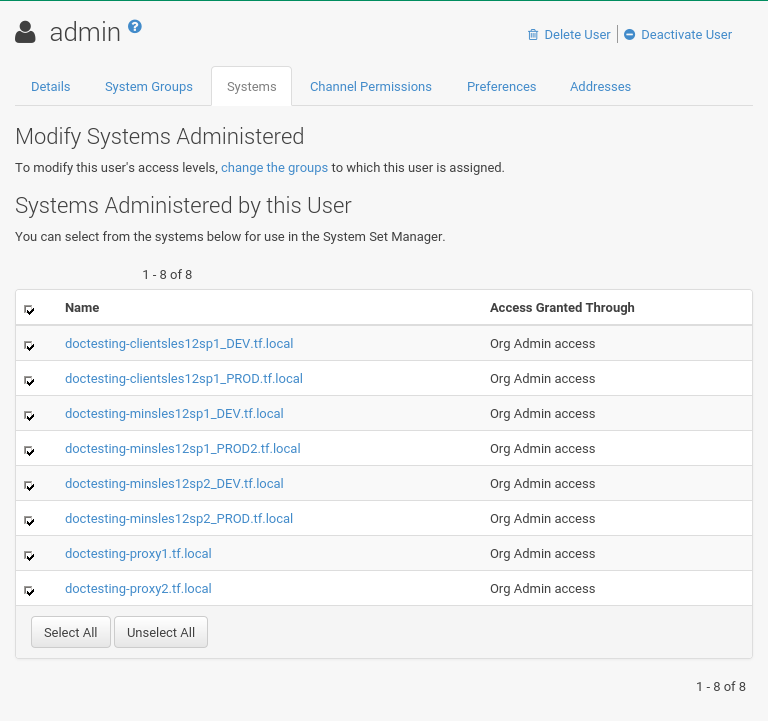 admin ?
Delete User Deactivate User
Details System Groups Systems Channel Permissions Preferences Addresses
Modify Systems Administered
To modify this user's access levels, change the groups to which this user is assigned.
Systems Administered by this User
You can select from the systems below for use in the System Set Manager.
1 - 8 of 8
Name Access Granted Through
doctesting-clientsles12sp1_DEV.tf.local Org Admin access
doctesting-clientsles12sp1_PROD.tf.local Org Admin access
doctesting-minsles12sp1_DEV.tf.local Org Admin access
doctesting-minsles12sp1_PROD2.tf.local Org Admin access
doctesting-minsles12sp2_DEV.tf.local Org Admin access
doctesting-minsles12sp2_PROD.tf.local Org Admin access
doctesting-proxy1.tf.local Org Admin access
doctesting-proxy2.tf.local Org Admin access
Select All Unselect All
1 - 8 of 8